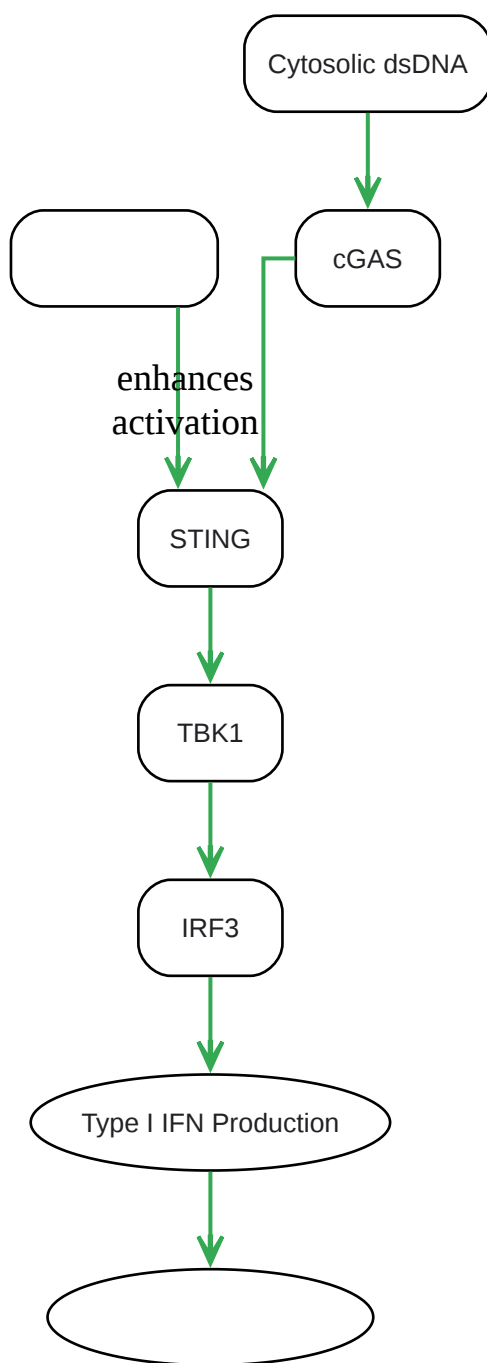 Cytosolic dsDNA
cGAS
enhances
activation
STING
TBK1
IRF3
Type I IFN Production